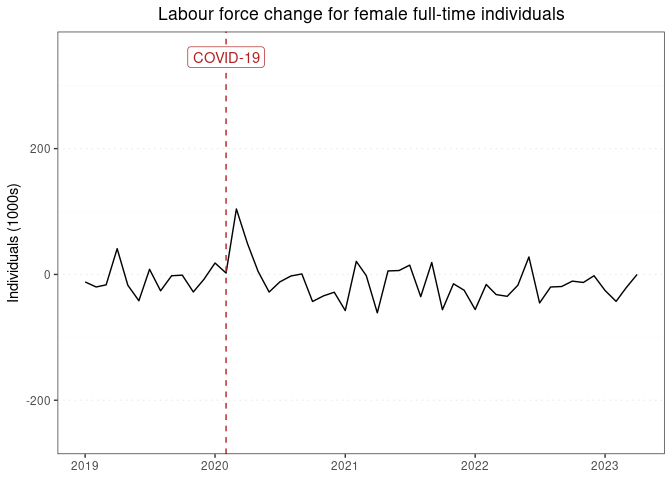 Labour force change for female full-time individuals
COVID-19
Individuals (1000s)
200
0
-200
2019 2020 2021 2022 2023